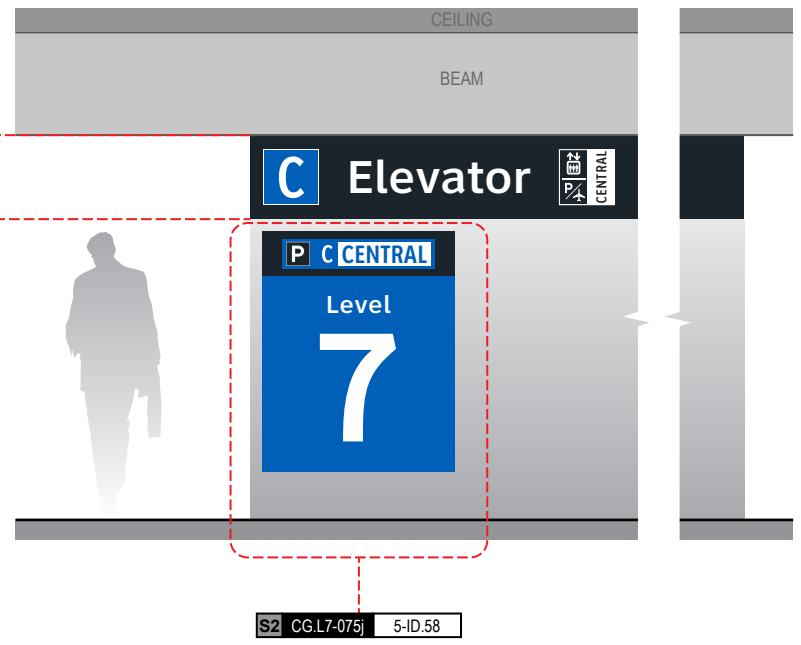 CEILING
BEAM
C Elevator P CENTRAL
P C CENTRAL
Level
7
S2 CG.L7-075j 5-ID.58